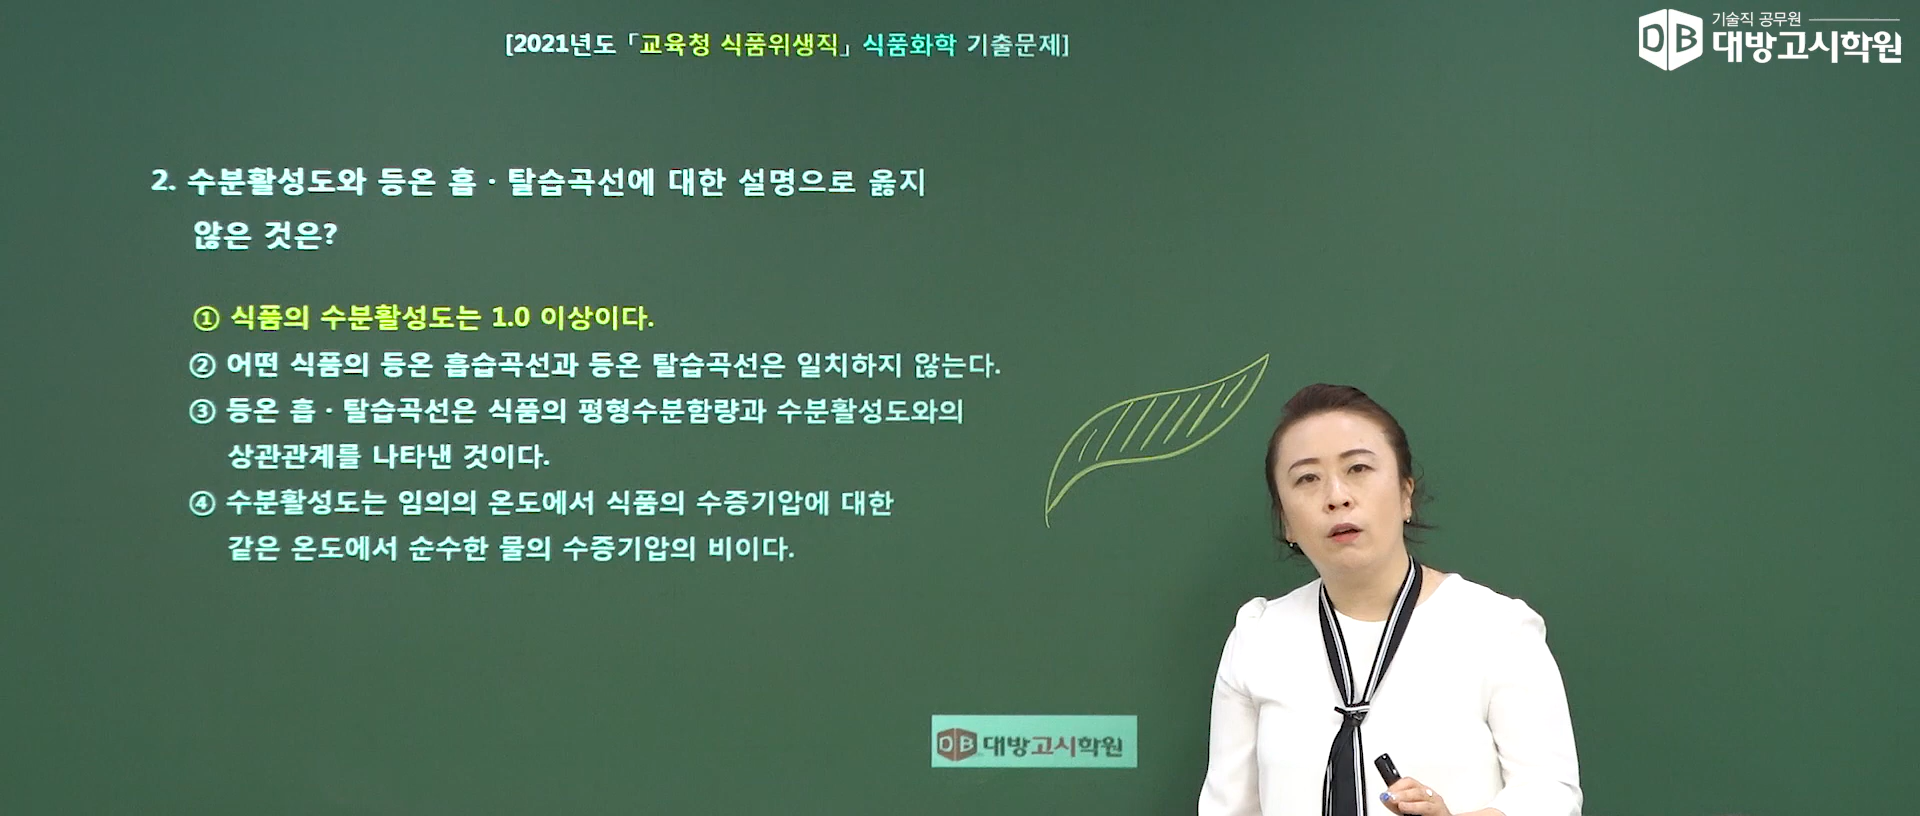 [2021년도 「교육청 식품위생직」 식품화학 기출문제]
기술직 공무원
DB 대방고시학원
2. 수분활성도와 등온 흡 · 탈습곡선에 대한 설명으로 옳지
않은 것은?
① 식품의 수분활성도는 1.0 이상이다.
② 어떤 식품의 등온 흡습곡선과 등온 탈습곡선은 일치하지 않는다.
③ 등온 흡 · 탈습곡선은 식품의 평형수분함량과 수분활성도와의
상관관계를 나타낸 것이다.
④ 수분활성도는 임의의 온도에서 식품의 수증기압에 대한
같은 온도에서 순수한 물의 수증기압의 비이다.
DB 대방고시학원